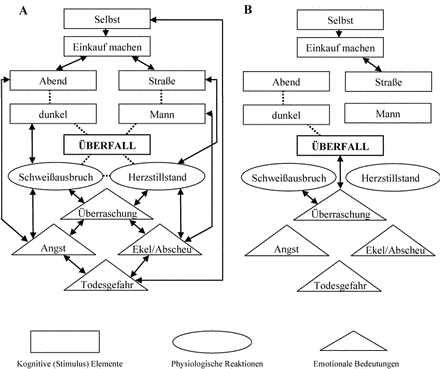 A
Selbst
Einkauf machen
Abend
Straße
dunkel
Mann
ÜBERFALL
Schweißausbruch
Herzstillstand
Überraschung
Angst
Ekel/Abscheu
Todesgefahr
B
Selbst
Einkauf machen
Abend
Straße
dunkel
Mann
ÜBERFALL
Schweißausbruch
Herzstillstand
Überraschung
Angst
Ekel/Abscheu
Todesgefahr
Kognitive (Stimulus) Elemente
Physiologische Reaktionen
Emotionale Bedeutungen